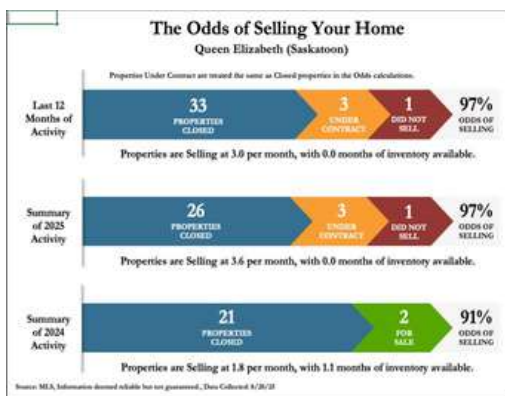 The Odds of Selling Your Home
Queen Elizabeth (Saskatoon)
Properties Under Contract are treated the same as Closed properties in the Odds calculations.
Last 12
Months of
Activity
33
PROPERTIES
CLOSED
3
UNDER
CONTRACT
1
DID NOT
SELL
97%
ODDS OF
SELLING
Properties are Selling at 3.0 per month, with 0.0 months of inventory available.
Summary
of 2025
Activity
26
PROPERTIES
CLOSED
3
UNDER
CONTRACT
1
DID NOT
SELL
97%
ODDS OF
SELLING
Properties are Selling at 3.6 per month, with 0.0 months of inventory available.
Summary
of 2024
Activity
21
PROPERTIES
CLOSED
2
FOR
SALE
91%
ODDS OF
SELLING
Properties are Selling at 1.8 per month, with 1.1 months of inventory available.
Source: MLS, Information deemed reliable but not guaranteed., Data Collected: 8/26/25